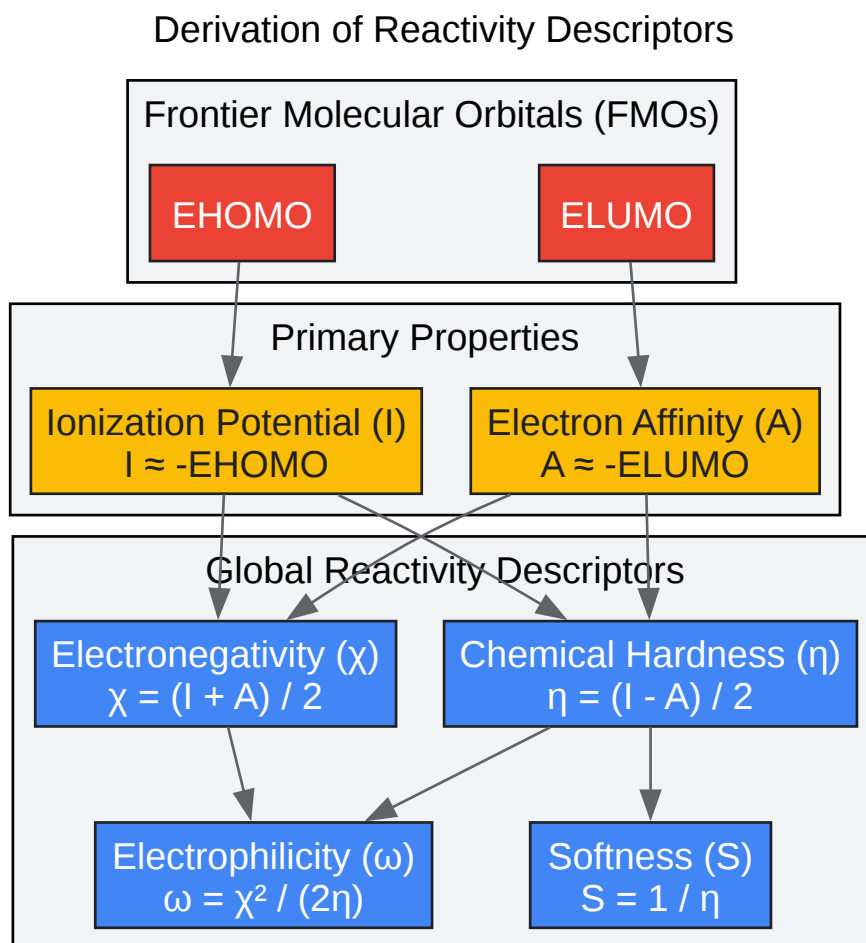 Derivation of Reactivity Descriptors
Frontier Molecular Orbitals (FMOs)
EHOMO
ELUMO
Primary Properties
Ionization Potential (I)
I ≈ -EHOMO
Electron Affinity (A)
A ≈ -ELUMO
Global Reactivity Descriptors
Electronegativity (χ)
χ = (I + A) / 2
Chemical Hardness (η)
η = (I - A) / 2
Electrophilicity (ω)
ω = χ² / (2η)
Softness (S)
S = 1 / η